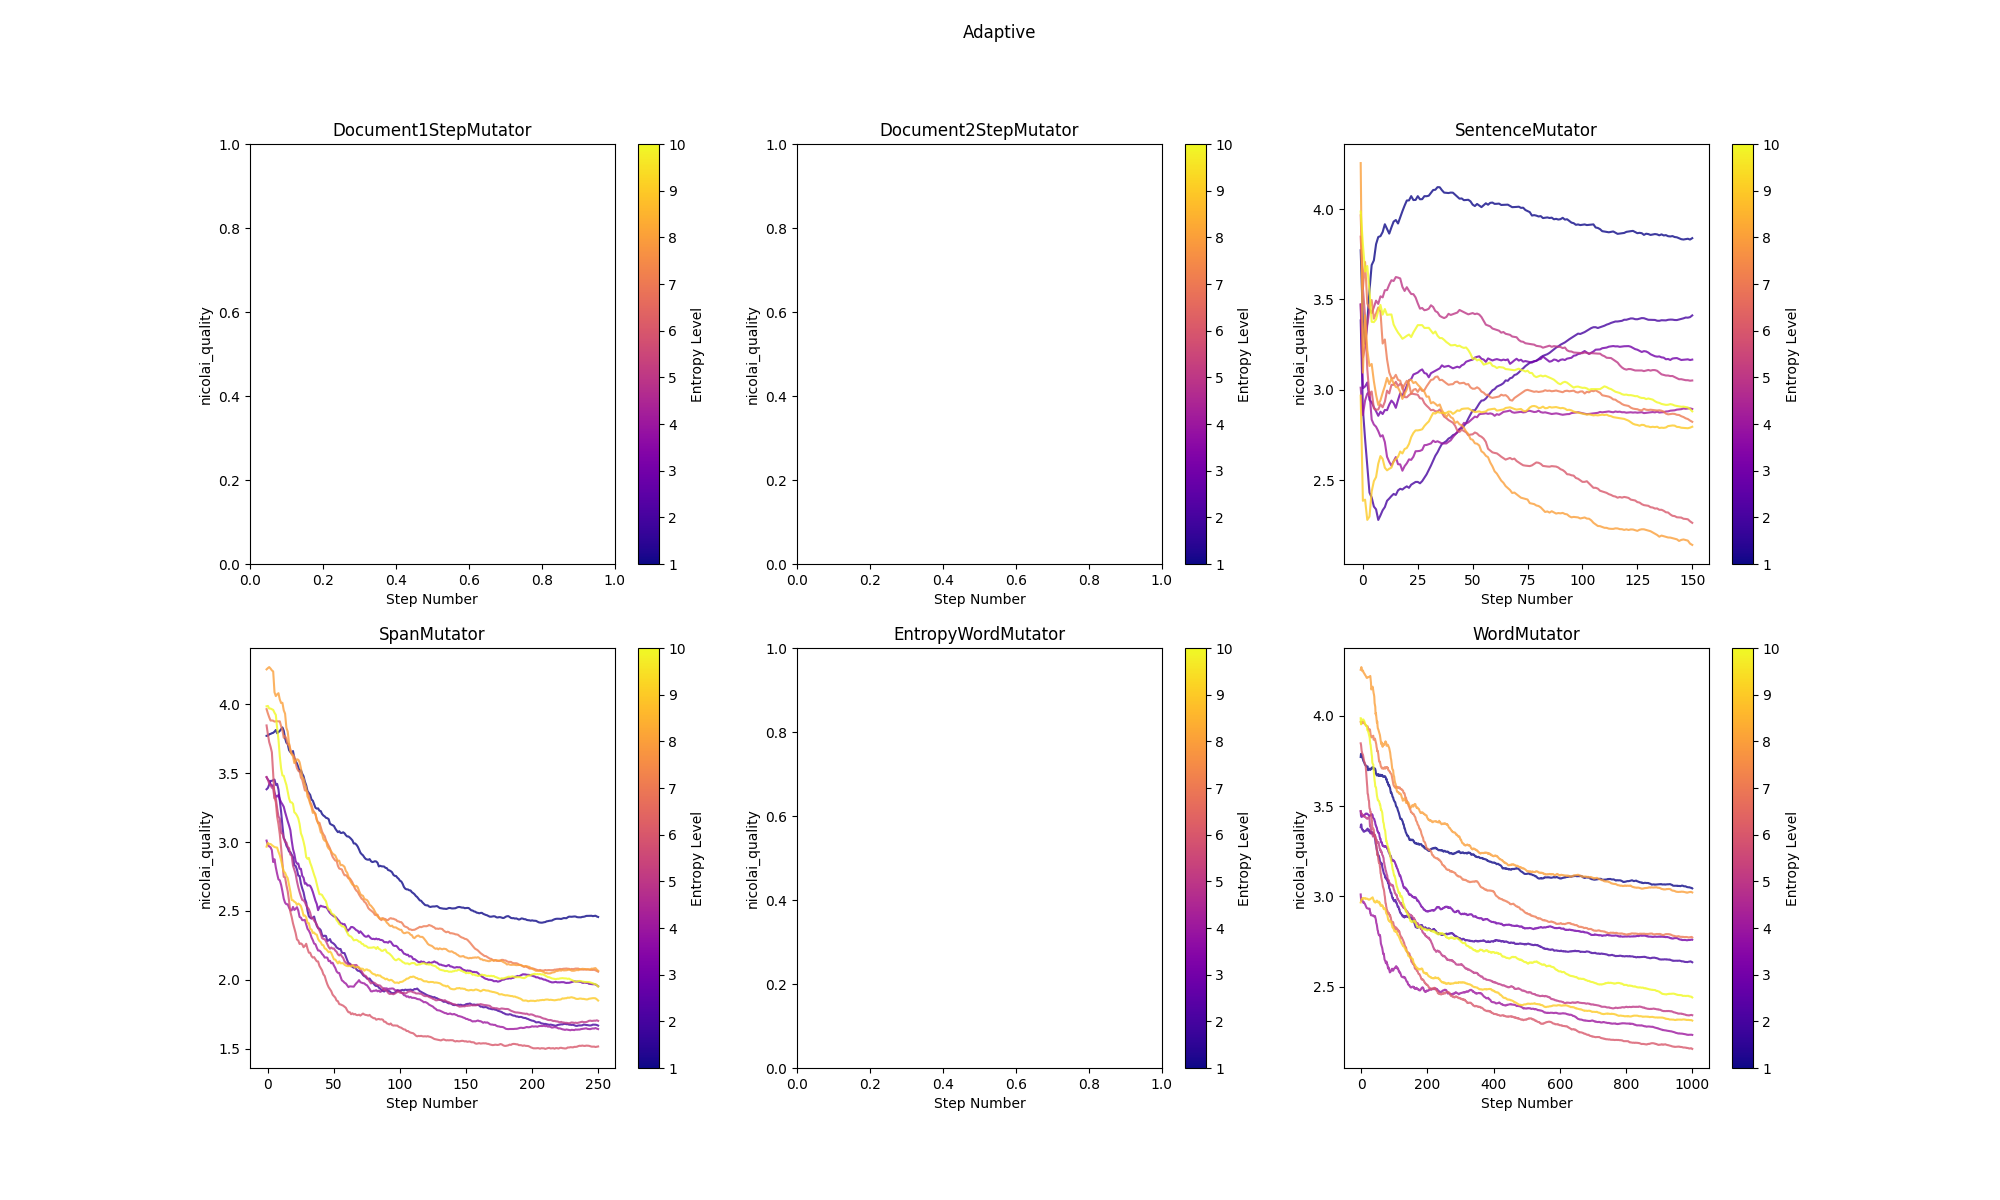 Adaptive
Document1StepMutator
1.0
0.8
0.6
0.4
0.2
0.0
nicolai_quality
0.0 0.2 0.4 0.6 0.8 1.0
Step Number
10
9
8
7
6
5
4
3
2
1
Entropy Level
Document2StepMutator
1.0
0.8
0.6
0.4
0.2
0.0
nicolai_quality
0.0 0.2 0.4 0.6 0.8 1.0
Step Number
10
9
8
7
6
5
4
3
2
1
Entropy Level
SentenceMutator
4.0
3.5
3.0
2.5
nicolai_quality
0 25 50 75 100 125 150
Step Number
10
9
8
7
6
5
4
3
2
1
Entropy Level
SpanMutator
4.0
3.5
3.0
2.5
2.0
1.5
nicolai_quality
0 50 100 150 200 250
Step Number
10
9
8
7
6
5
4
3
2
1
Entropy Level
EntropyWordMutator
1.0
0.8
0.6
0.4
0.2
0.0
nicolai_quality
0.0 0.2 0.4 0.6 0.8 1.0
Step Number
10
9
8
7
6
5
4
3
2
1
Entropy Level
WordMutator
4.0
3.5
3.0
2.5
nicolai_quality
0 200 400 600 800 1000
Step Number
10
9
8
7
6
5
4
3
2
1
Entropy Level